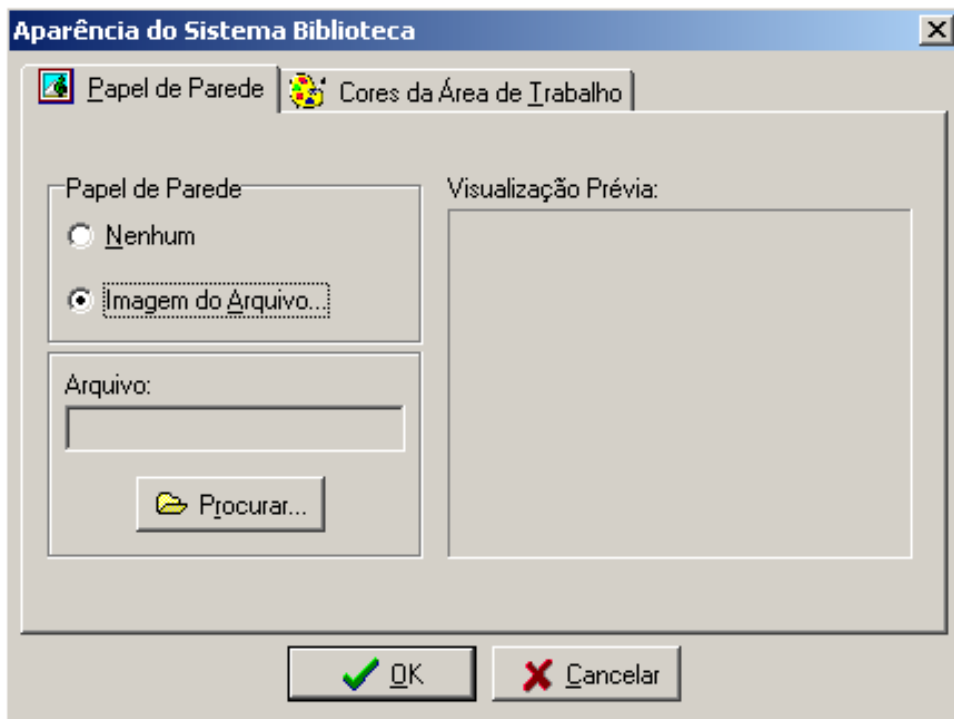 Aparência do Sistema Biblioteca
Papel de Parede
Cores da Área de Trabalho
Papel de Parede
Nenhum
Imagem do Arquivo...
Arquivo:
Procurar...
Visualização Prévia:
OK
Cancelar